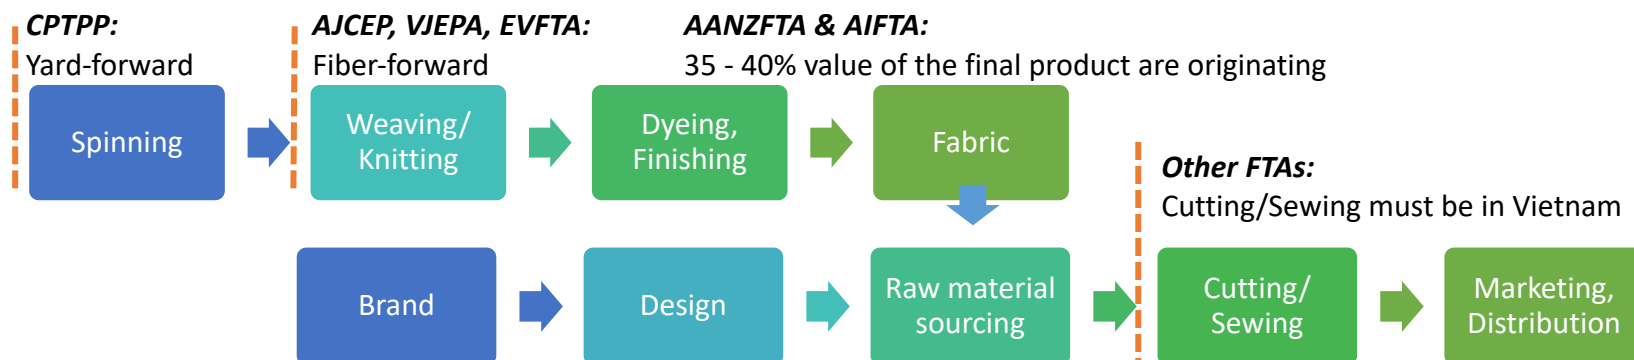 CPTPP:
Yard-forward
AJCEP, VJEPA, EVFTA:
Fiber-forward
AANZFTA & AIFTA:
35 - 40% value of the final product are originating
Spinning
Weaving/
Knitting
Dyeing,
Finishing
Fabric
Other FTAs:
Cutting/Sewing must be in Vietnam
Brand
Design
Raw material
sourcing
Cutting/
Sewing
Marketing,
Distribution